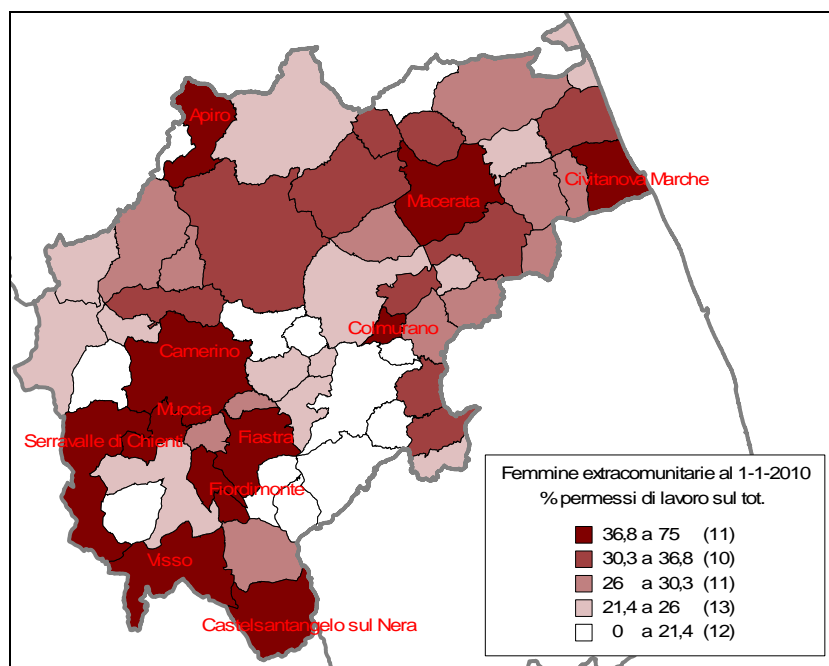 Apiro
Macerata
Civitanova Marche
Colmurano
Camerino
Muccia
Serravalle di Chienti
Fiastra
Fiordimonte
Visso
Castelsantangelo sul Nera
Femmine extracomunitarie al 1-1-2010
% permessi di lavoro sul tot.
36,8 a 75 (11)
30,3 a 36,8 (10)
26 a 30,3 (11)
21,4 a 26 (13)
0 a 21,4 (12)